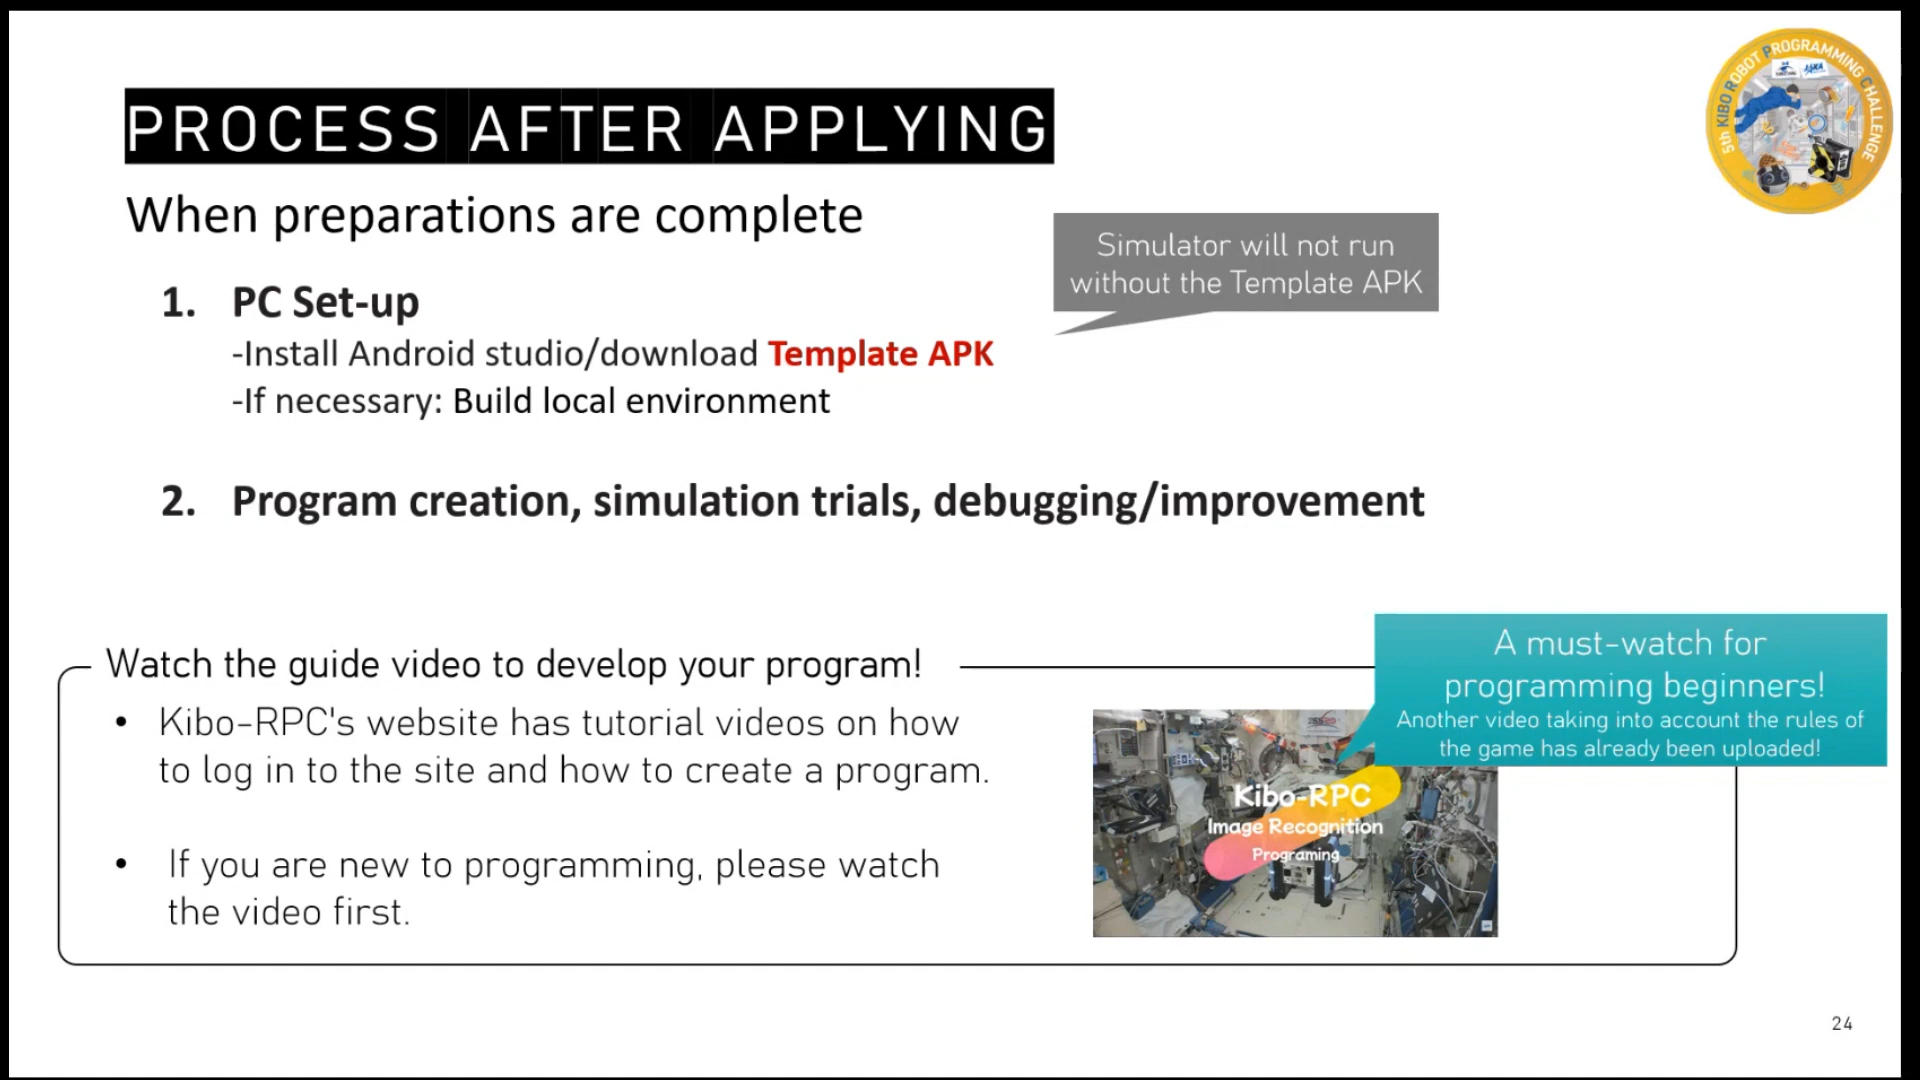 PROCESS AFTER APPLYING
5th KIBO ROBOT PROGRAMMING CHALLENGE
When preparations are complete
Simulator will not run
without the Template APK
1. PC Set-up
-Install Android studio/download Template APK
-If necessary: Build local environment
2. Program creation, simulation trials, debugging/improvement
A must-watch for
programming beginners!
Another video taking into account the rules of
the game has already been uploaded!
Watch the guide video to develop your program!
• Kibo-RPC's website has tutorial videos on how
to log in to the site and how to create a program.
Kibo-RPC
Image Recognition
Programing
• If you are new to programming, please watch
the video first.
24